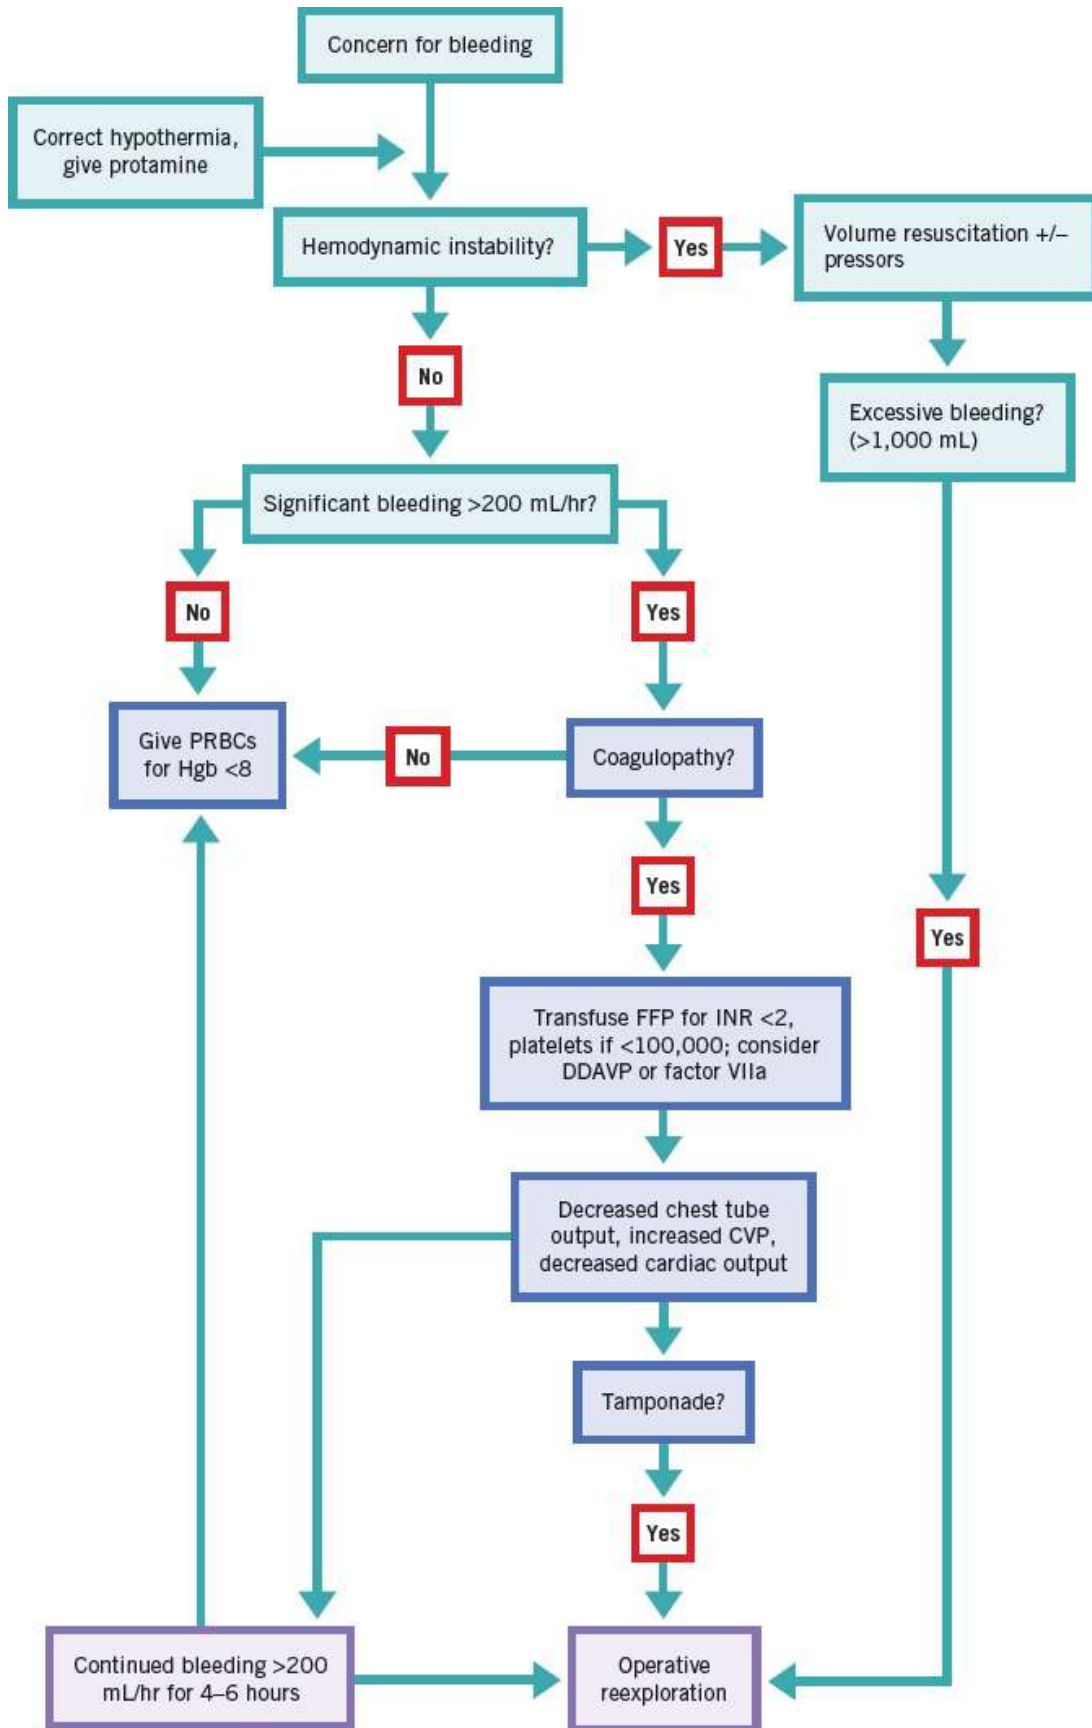 Concern for bleeding
Correct hypothermia,
give protamine
Hemodynamic instability?
Yes
Volume resuscitation +/–
pressors
No
Excessive bleeding?
(>1,000 mL)
Significant bleeding >200 mL/hr?
No
Yes
Give PRBCs
for Hgb <8
No
Coagulopathy?
Yes
Yes
Transfuse FFP for INR <2,
platelets if <100,000; consider
DDAVP or factor VIIa
Decreased chest tube
output, increased CVP,
decreased cardiac output
Tamponade?
Yes
Continued bleeding >200
mL/hr for 4–6 hours
Operative
reexploration